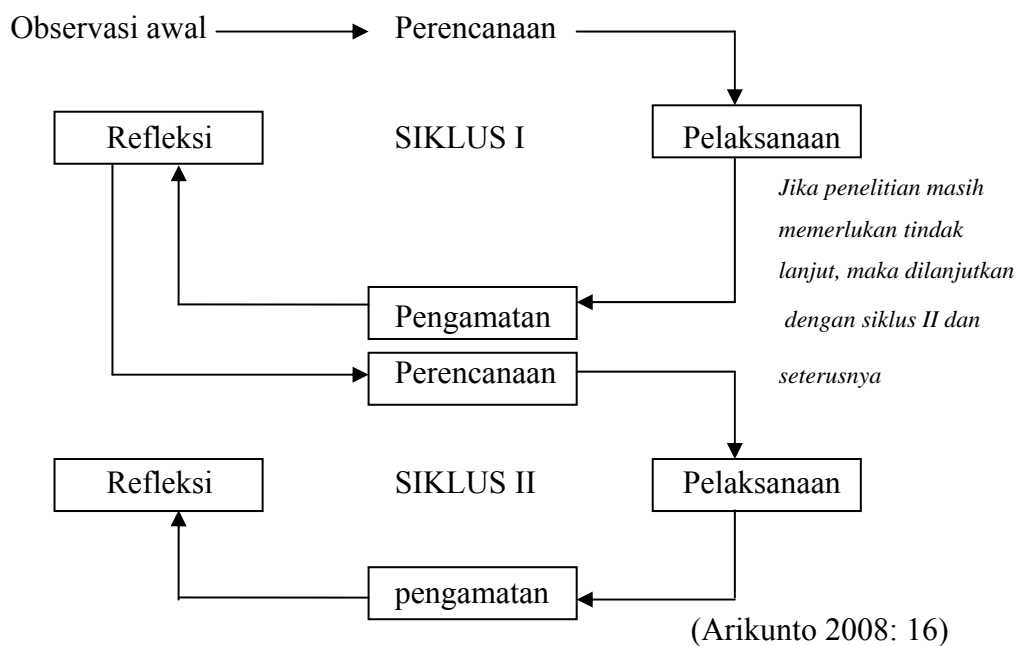 Observasi awal Perencanaan
Refleksi SIKLUS I Pelaksanaan
Jika penelitian masih
memerlukan tindak
lanjut, maka dilanjutkan
dengan siklus II dan
seterusnya
Pengamatan
Perencanaan
Refleksi SIKLUS II Pelaksanaan
pengamatan
(Arikunto 2008: 16)